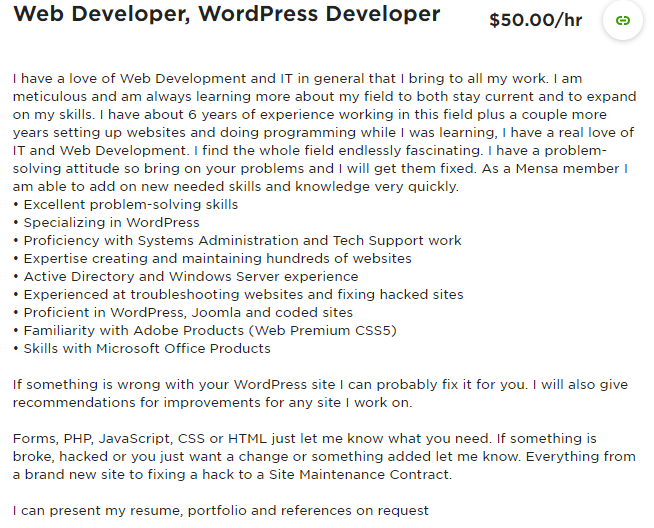 Web Developer, WordPress Developer
$50.00/hr
I have a love of Web Development and IT in general that I bring to all my work. I am
meticulous and am always learning more about my field to both stay current and to expand
on my skills. I have about 6 years of experience working in this field plus a couple more
years setting up websites and doing programming while I was learning, I have a real love of
IT and Web Development. I find the whole field endlessly fascinating. I have a problem-
solving attitude so bring on your problems and I will get them fixed. As a Mensa member I
am able to add on new needed skills and knowledge very quickly.
• Excellent problem-solving skills
• Specializing in WordPress
• Proficiency with Systems Administration and Tech Support work
• Expertise creating and maintaining hundreds of websites
• Active Directory and Windows Server experience
• Experienced at troubleshooting websites and fixing hacked sites
• Proficient in WordPress, Joomla and coded sites
• Familiarity with Adobe Products (Web Premium CSS5)
• Skills with Microsoft Office Products
If something is wrong with your WordPress site I can probably fix it for you. I will also give
recommendations for improvements for any site I work on.
Forms, PHP, JavaScript, CSS or HTML just let me know what you need. If something is
broke, hacked or you just want a change or something added let me know. Everything from
a brand new site to fixing a hack to a Site Maintenance Contract.
I can present my resume, portfolio and references on request